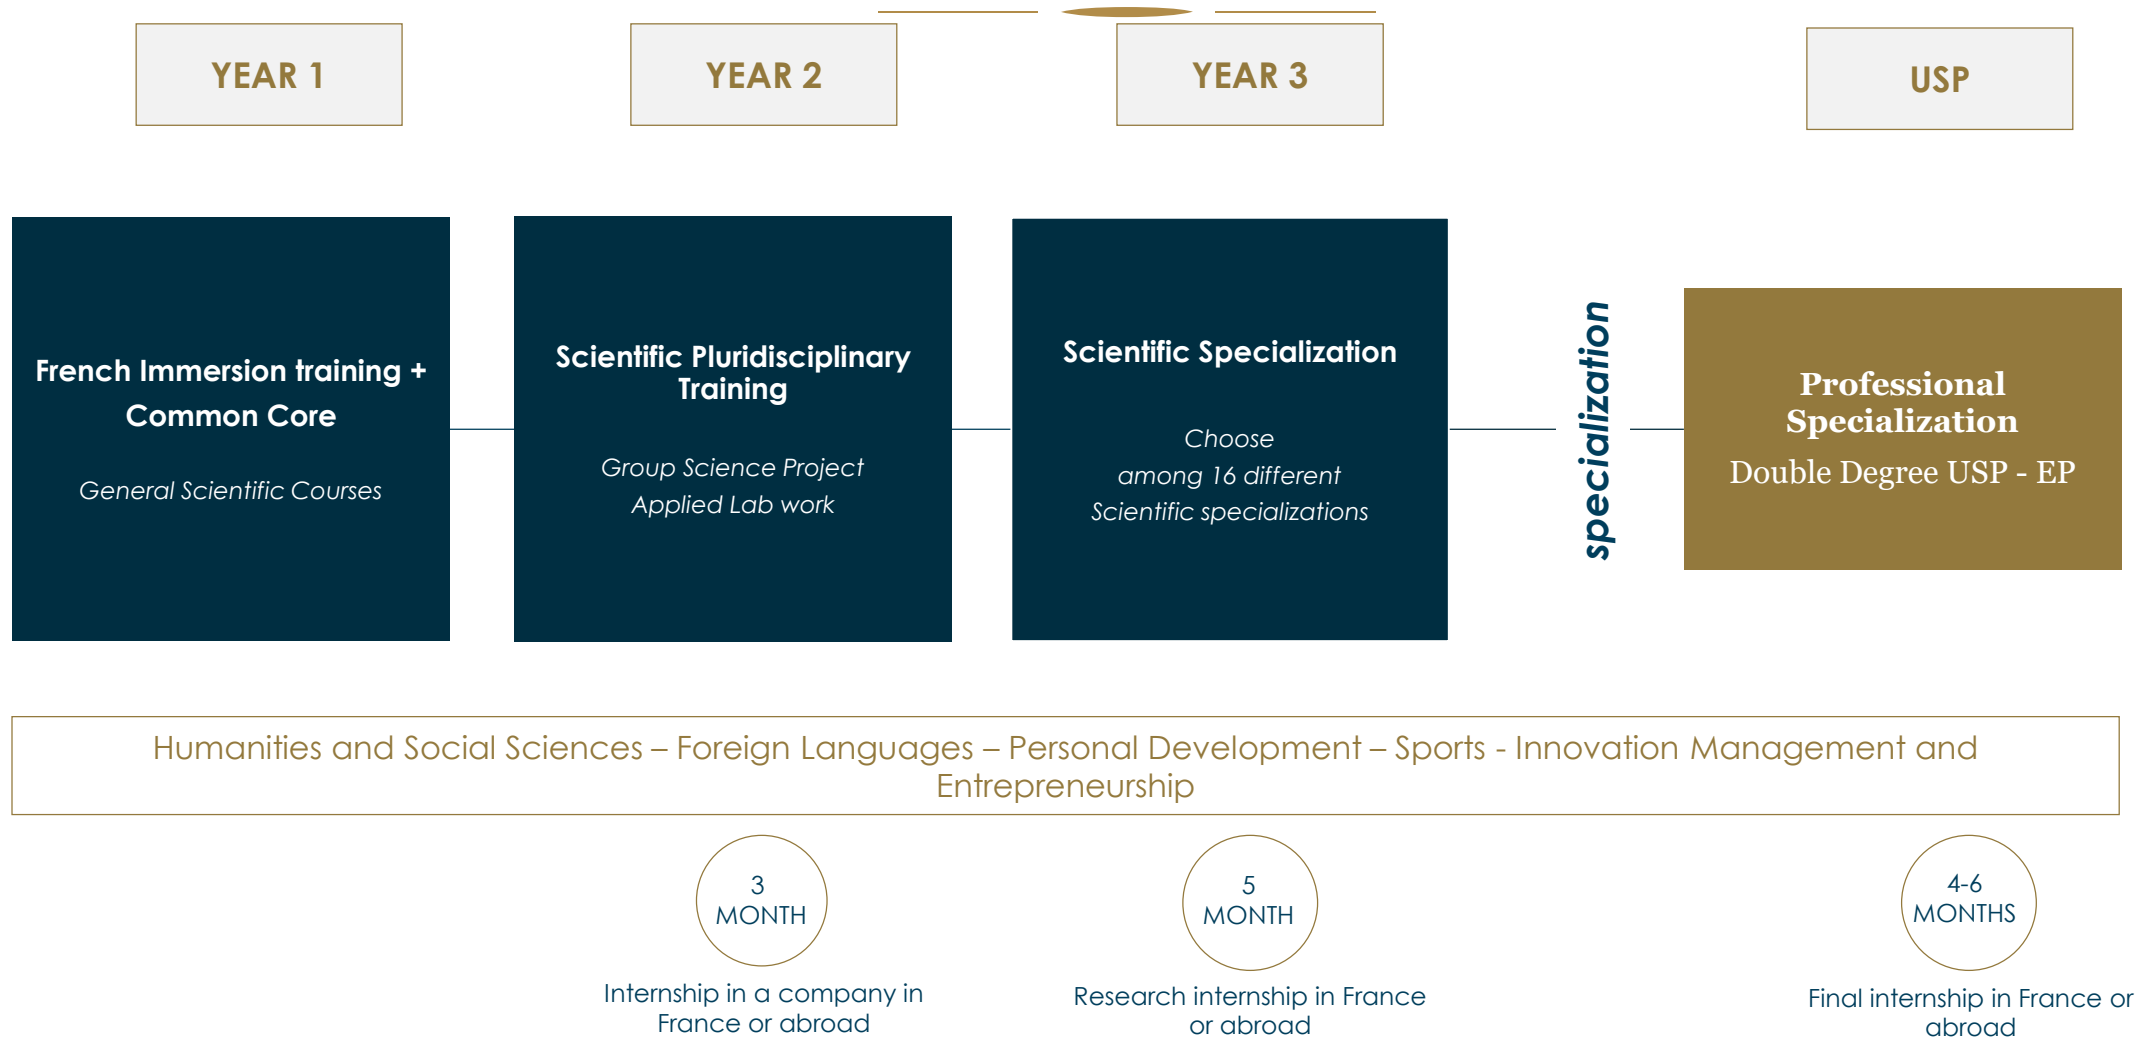 YEAR 1
YEAR 2
YEAR 3
USP
French Immersion training +
Common Core
General Scientific Courses
Scientific Pluridisciplinary
Training
Group Science Project
Applied Lab work
Scientific Specialization
Choose
among 16 different
Scientific specializations
specialization
Professional
Specialization
Double Degree USP - EP
Humanities and Social Sciences – Foreign Languages – Personal Development – Sports - Innovation Management and
Entrepreneurship
3
MONTH
Internship in a company in
France or abroad
5
MONTH
Research internship in France
or abroad
4-6
MONTHS
Final internship in France or
abroad